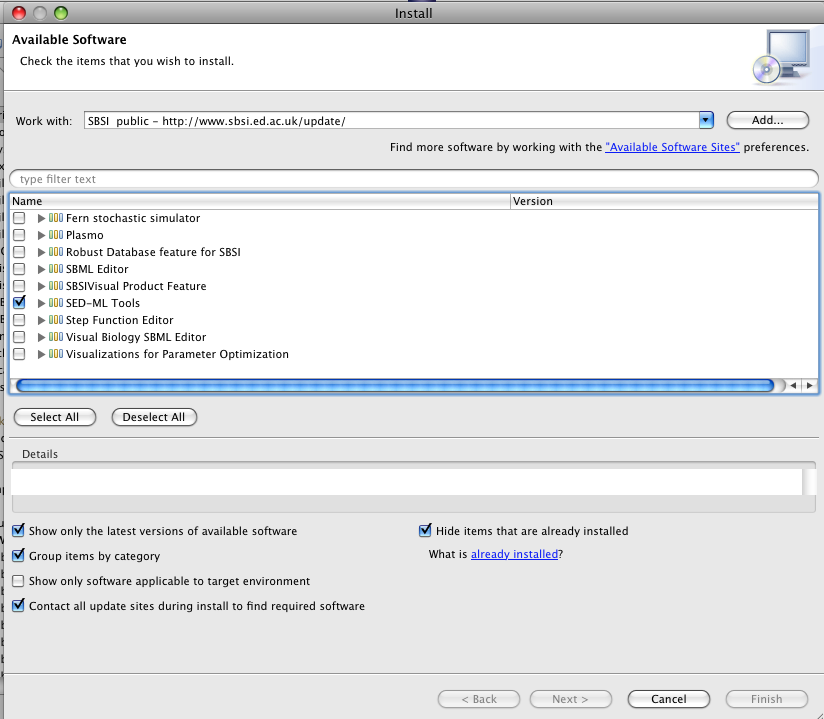 Install
Available Software
Check the items that you wish to install.
Work with: SBSI public - http://www.sbsi.ed.ac.uk/update/ Add...
Find more software by working with the "Available Software Sites" preferences.
type filter text
Name Version
Fern stochastic simulator
Plasmo
Robust Database feature for SBSI
SBML Editor
SBSIVisual Product Feature
SED-ML Tools
Step Function Editor
Visual Biology SBML Editor
Visualizations for Parameter Optimization
Select All Deselect All
Details
Show only the latest versions of available software Hide items that are already installed
Group items by category What is already installed?
Show only software applicable to target environment
Contact all update sites during install to find required software
< Back Next > Cancel Finish